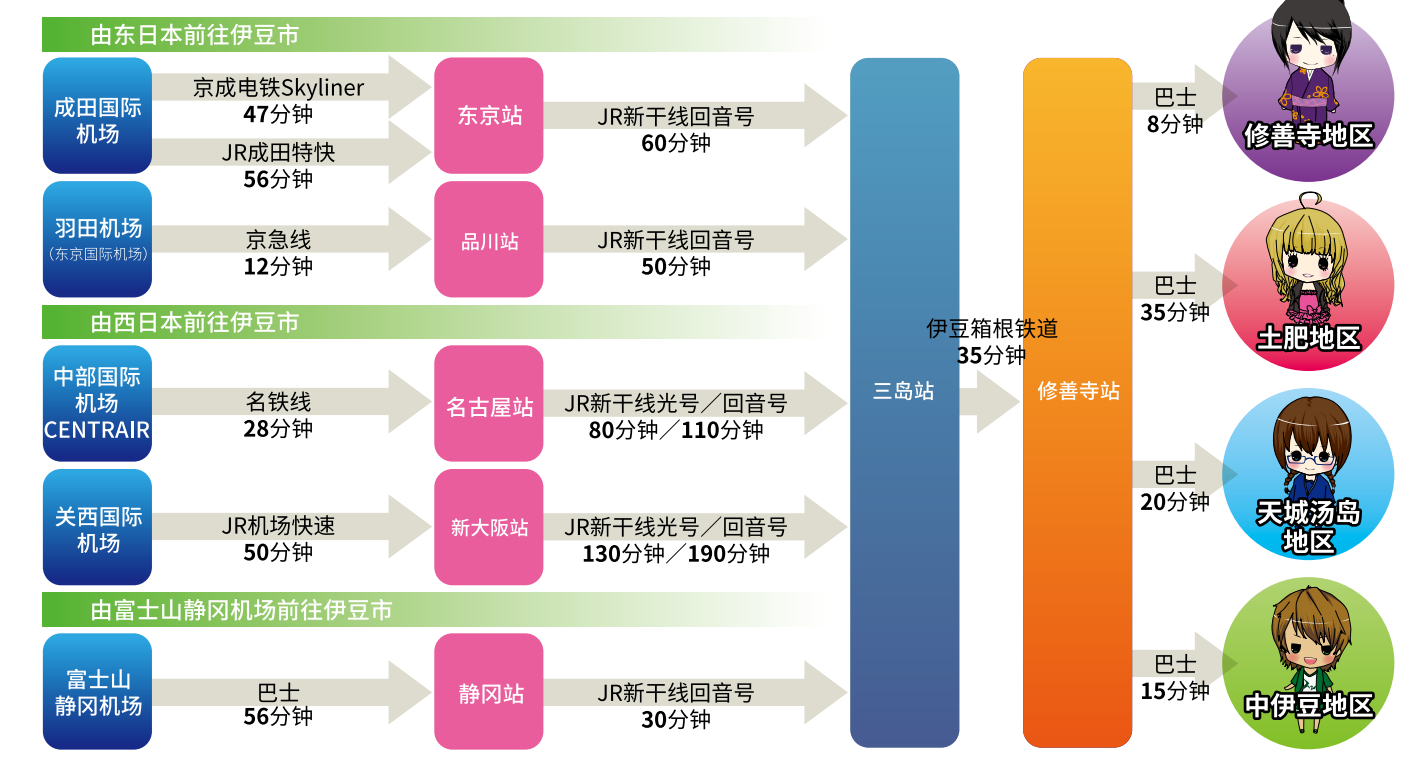 由东日本前往伊豆市
成田国际
机场
京成电铁Skyliner
47分钟
JR成田特快
56分钟
东京站
JR新干线回音号
60分钟
羽田机场
（东京国际机场）
京急线
12分钟
品川站
JR新干线回音号
50分钟
由西日本前往伊豆市
中部国际
机场
CENTRAIR
名铁线
28分钟
名古屋站
JR新干线光号／回音号
80分钟／110分钟
关西国际
机场
JR机场快速
50分钟
新大阪站
JR新干线光号／回音号
130分钟／190分钟
由富士山静冈机场前往伊豆市
富士山
静冈机场
巴士
56分钟
静冈站
JR新干线回音号
30分钟
三岛站
伊豆箱根铁道
35分钟
修善寺站
巴士
8分钟
修善寺地区
巴士
35分钟
土肥地区
巴士
20分钟
天城汤岛
地区
巴士
15分钟
中伊豆地区